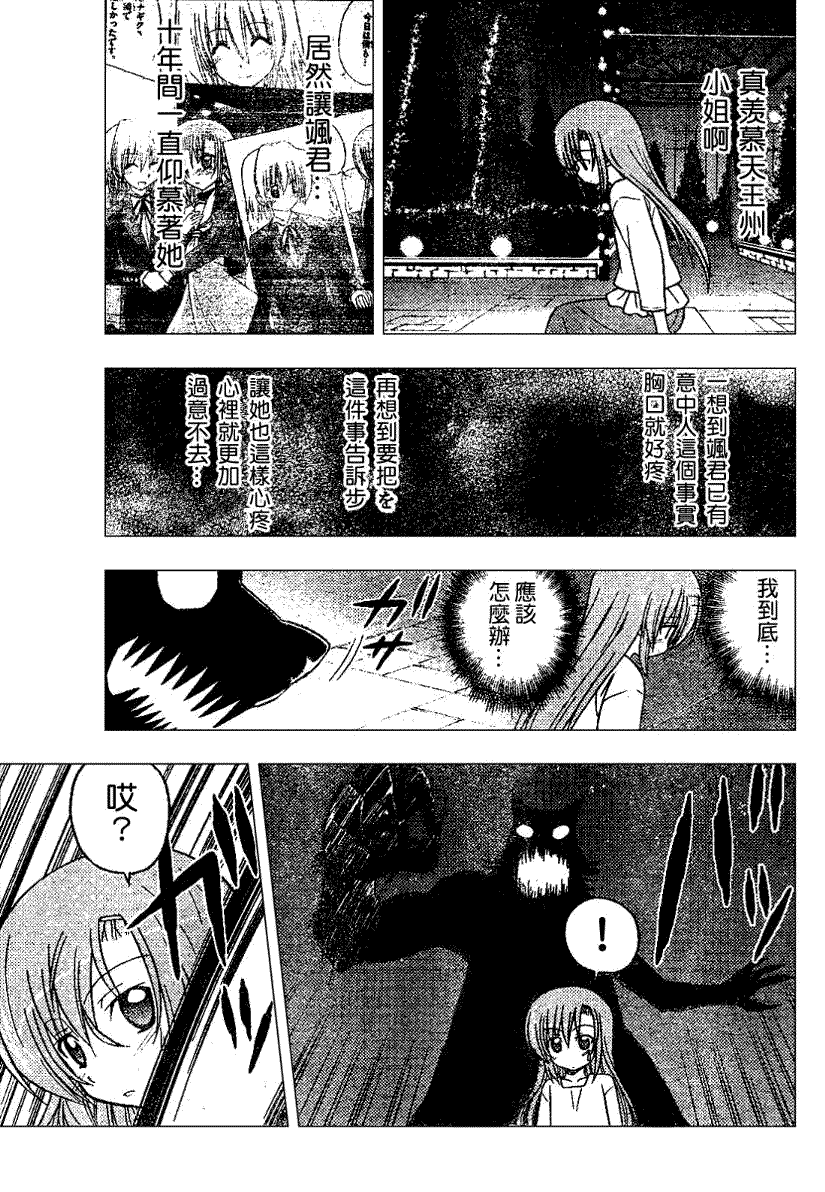 真羨慕天王州
小姐啊
居然讓颯君…
十年間一直仰慕著她
一想到颯君已有
意中人這個事實
胸口就好疼
再想到要把
這件事告訴步
讓她也這樣心疼
心裡就更加
過意不去…
我到底…
應該
怎麼辦…
ガ
サ
！
哎？